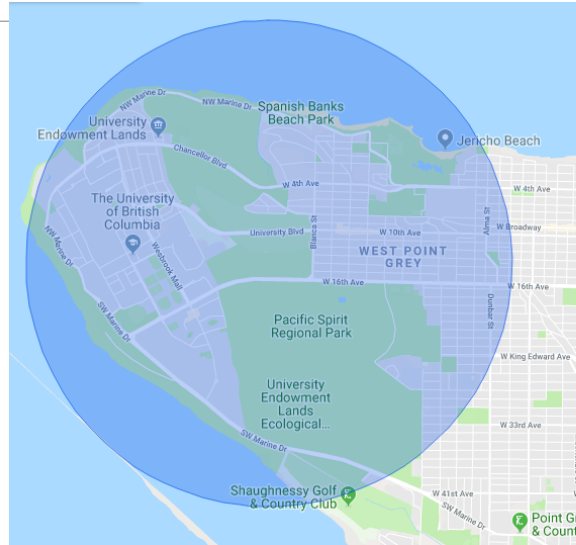 NW Marine Dr
NW Marine Dr
Spanish Banks
Beach Park
University
Endowment Lands
Jericho Beach
Chancellor Blvd
W 4th Ave
W 4th Ave
The University
of British
Columbia
Alma St
Blanca St
University Blvd
W 10th Ave
W Broadway
NW Marine Dr
Wesbrook Mall
WEST POINT
GREY
W 16th Ave
W 16th Ave
SW Marine Dr
Dunbar St
Pacific Spirit
Regional Park
W King Edward Ave
University
Endowment
Lands
Ecological...
W 33rd Ave
SW Marine Dr
Shaughnessy Golf
& Country Club
W 41st Ave
SW Marine Dr
Point G
& Count